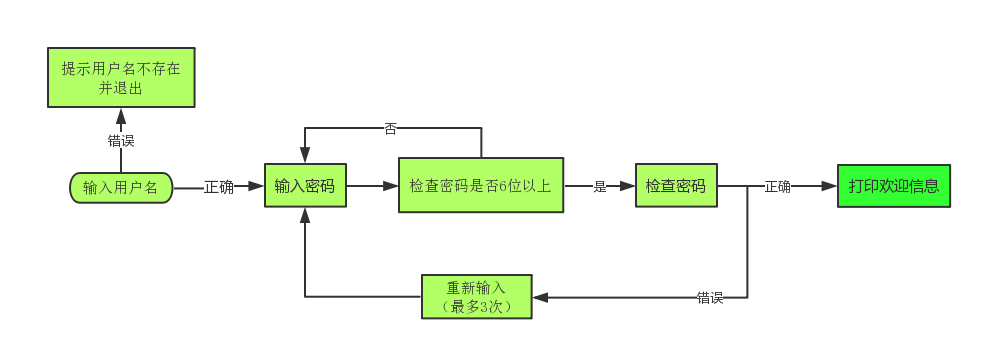 提示用户名不存在
并退出
错误
否
输入用户名
正确
输入密码
检查密码是否6位以上
是
检查密码
正确
打印欢迎信息
重新输入
（最多3次）
错误